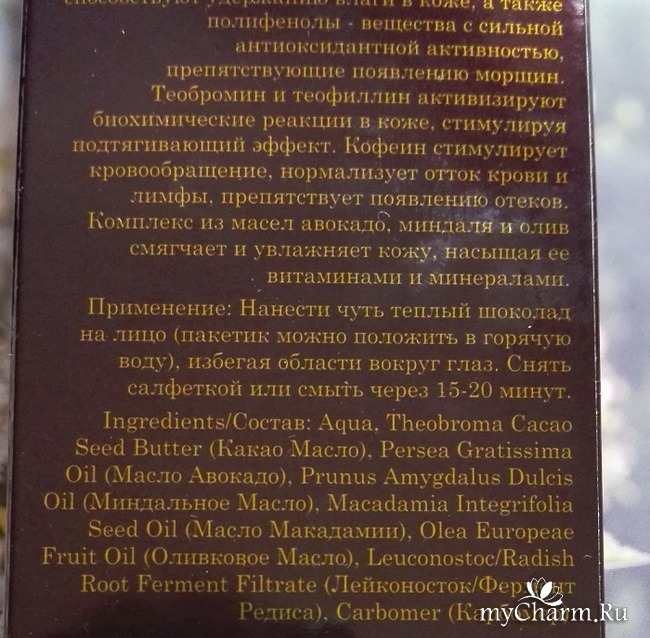 способствуют удержанию влаги в коже, а также
полифенолы - вещества с сильной
антиоксидантной активностью,
препятствующие появлению морщин.
Теобромин и теофиллин активизируют
биохимические реакции в коже, стимулируя
подтягивающий эффект. Кофеин стимулирует
кровообращение, нормализует отток крови и
лимфы, препятствует появлению отеков.
Комплекс из масел авокадо, миндаля и олив
смягчает и увлажняет кожу, насыщая ее
витаминами и минералами.
Применение: Нанести чуть теплый шоколад
на лицо (пакетик можно положить в горячую
воду), избегая области вокруг глаз. Снять
салфеткой или смыть через 15-20 минут.
Ingredients/Состав: Aqua, Theobroma Cacao
Seed Butter (Какао Масло), Persea Gratissima
Oil (Масло Авокадо), Prunus Amygdalus Dulcis
Oil (Миндальное Масло), Macadamia Integrifolia
Seed Oil (Масло Макадамии), Olea Europeae
Fruit Oil (Оливковое Масло), Leuconostoc/Radish
Root Ferment Filtrate (Лейконосток/Фермент
Редиса), Carbomer
myCharm.Ru